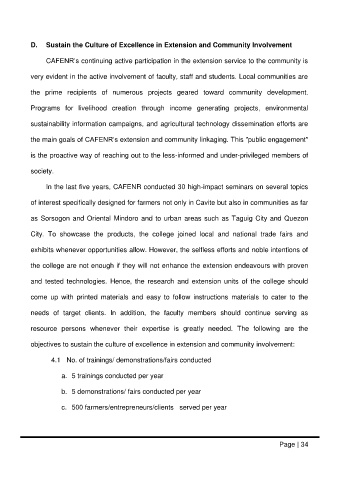 D. Sustain the Culture of Excellence in Extension and Community Involvement
CAFENR's continuing active participation in the extension service to the community is
very evident in the active involvement of faculty, staff and students. Local communities are
the prime recipients of numerous projects geared toward community development.
Programs for livelihood creation through income generating projects, environmental
sustainability information campaigns, and agricultural technology dissemination efforts are
the main goals of CAFENR's extension and community linkaging. This "public engagement"
is the proactive way of reaching out to the less-informed and under-privileged members of
society.
In the last five years, CAFENR conducted 30 high-impact seminars on several topics
of interest specifically designed for farmers not only in Cavite but also in communities as far
as Sorsogon and Oriental Mindoro and to urban areas such as Taguig City and Quezon
City. To showcase the products, the college joined local and national trade fairs and
exhibits whenever opportunities allow. However, the selfless efforts and noble intentions of
the college are not enough if they will not enhance the extension endeavours with proven
and tested technologies. Hence, the research and extension units of the college should
come up with printed materials and easy to follow instructions materials to cater to the
needs of target clients. In addition, the faculty members should continue serving as
resource persons whenever their expertise is greatly needed. The following are the
objectives to sustain the culture of excellence in extension and community involvement:
4.1 No. of trainings/ demonstrations/fairs conducted
a. 5 trainings conducted per year
b. 5 demonstrations/ fairs conducted per year
c. 500 farmers/entrepreneurs/clients served per year
Page | 34